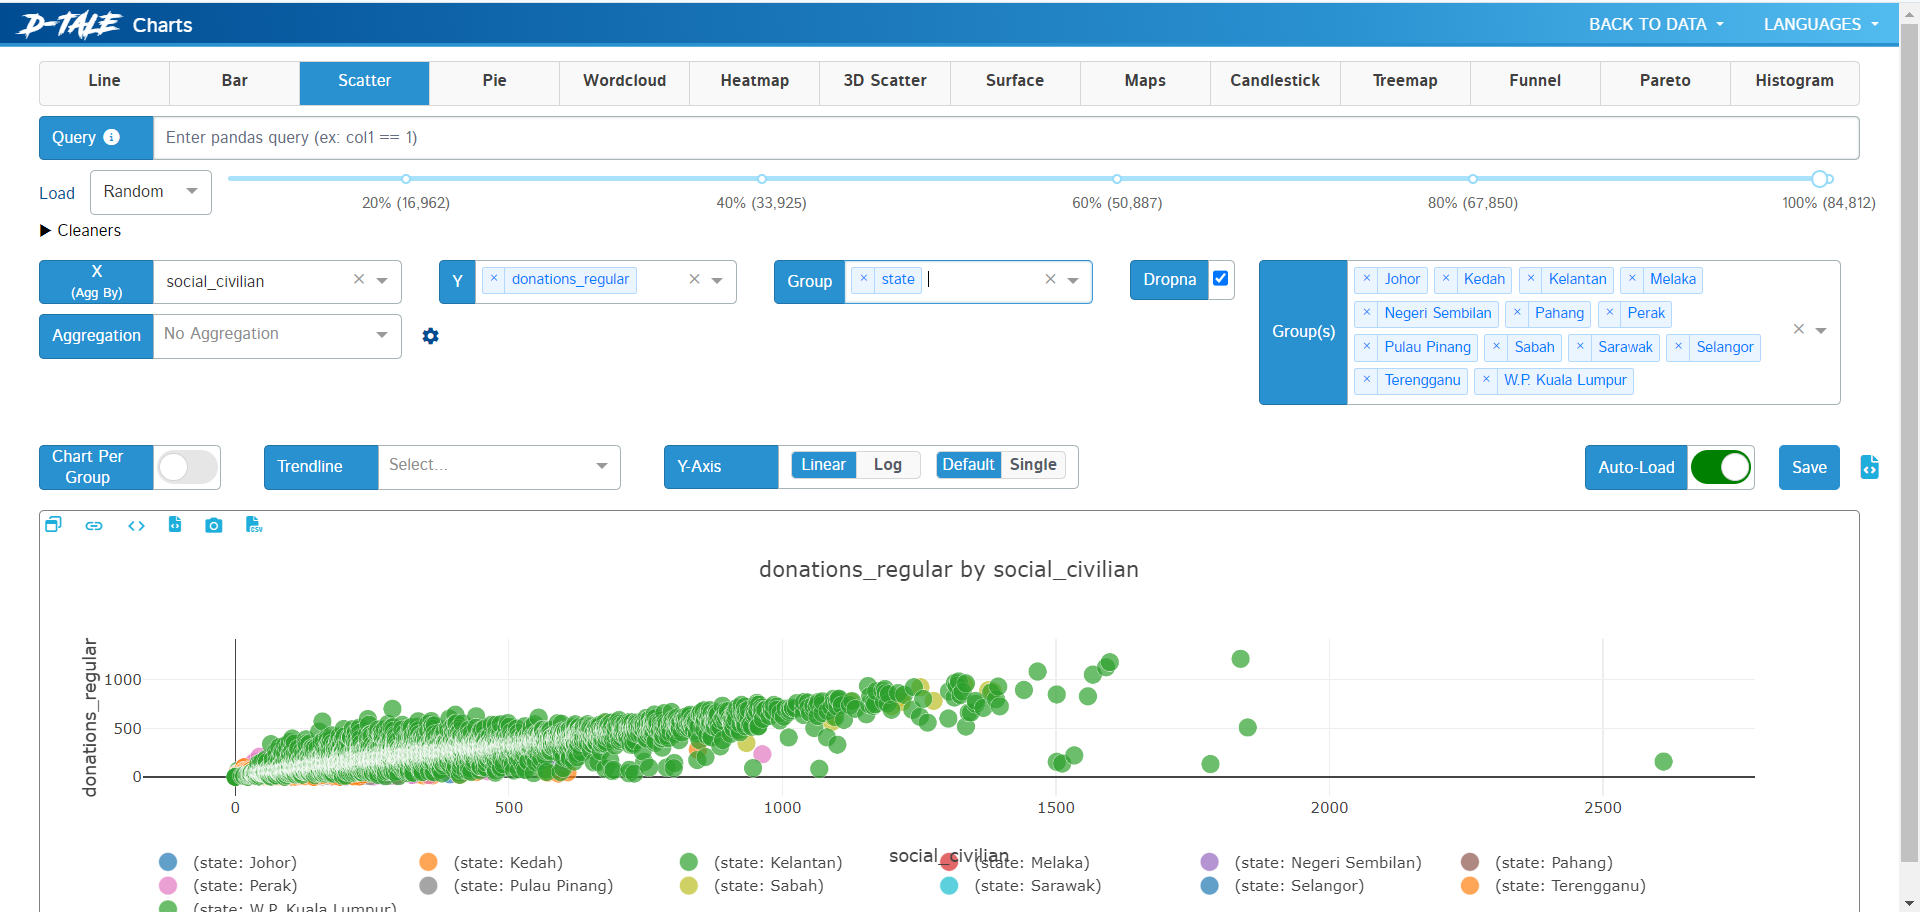 D-TALE Charts BACK TO DATA LANGUAGES
Line Bar Scatter Pie Wordcloud Heatmap 3D Scatter Surface Maps Candlestick Treemap Funnel Pareto Histogram
Query Enter pandas query (ex: col1 == 1)
Load Random 20% (16,962) 40% (33,925) 60% (50,887) 80% (67,850) 100% (84,812)
Cleaners
X (Agg By) social_civilian Y × donations_regular Group × state Dropna
Group(s) × Johor × Kedah × Kelantan × Melaka
× Negeri Sembilan × Pahang × Perak
× Pulau Pinang × Sabah × Sarawak × Selangor
× Terengganu × W.P. Kuala Lumpur
Aggregation No Aggregation
Chart Per Group Trendline Select... Y-Axis Linear Log Default Single Auto-Load Save
CSV
donations_regular by social_civilian
donations_regular
1000
500
0
0 500 1000 1500 2000 2500
social_civilian
(state: Johor) (state: Kedah) (state: Kelantan) (state: Melaka) (state: Negeri Sembilan) (state: Pahang)
(state: Perak) (state: Pulau Pinang) (state: Sabah) (state: Sarawak) (state: Selangor) (state: Terengganu)
(state: W.P. Kuala Lumpur)